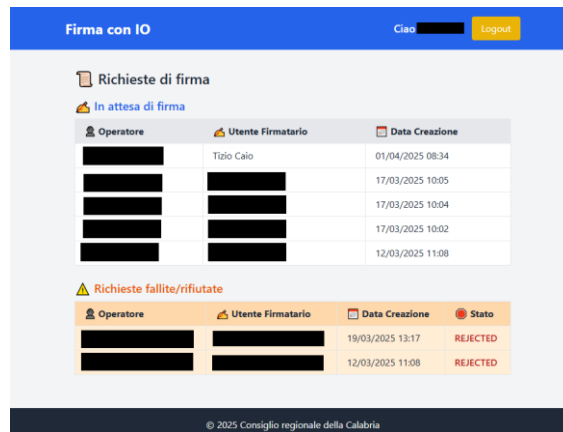 Firma con IO
Ciao
Logout
Richieste di firma
In attesa di firma
Operatore Utente Firmatario Data Creazione
Tizio Caio 01/04/2025 08:34
17/03/2025 10:05
17/03/2025 10:04
17/03/2025 10:02
12/03/2025 11:08
Richieste fallite/rifiutate
Operatore Utente Firmatario Data Creazione Stato
19/03/2025 13:17 REJECTED
12/03/2025 11:08 REJECTED
© 2025 Consiglio regionale della Calabria